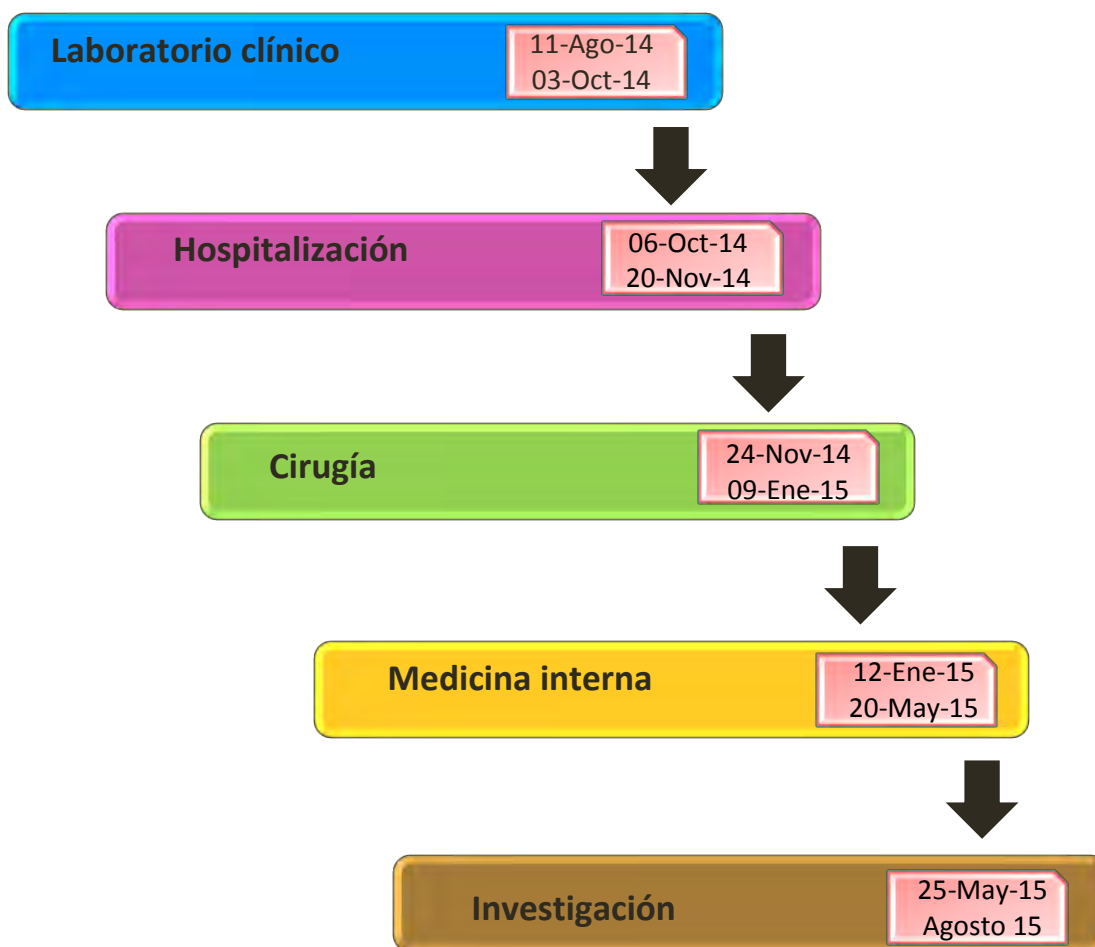 Laboratorio clínico
11-Ago-14
03-Oct-14
Hospitalización
06-Oct-14
20-Nov-14
Cirugía
24-Nov-14
09-Ene-15
Medicina interna
12-Ene-15
20-May-15
Investigación
25-May-15
Agosto 15